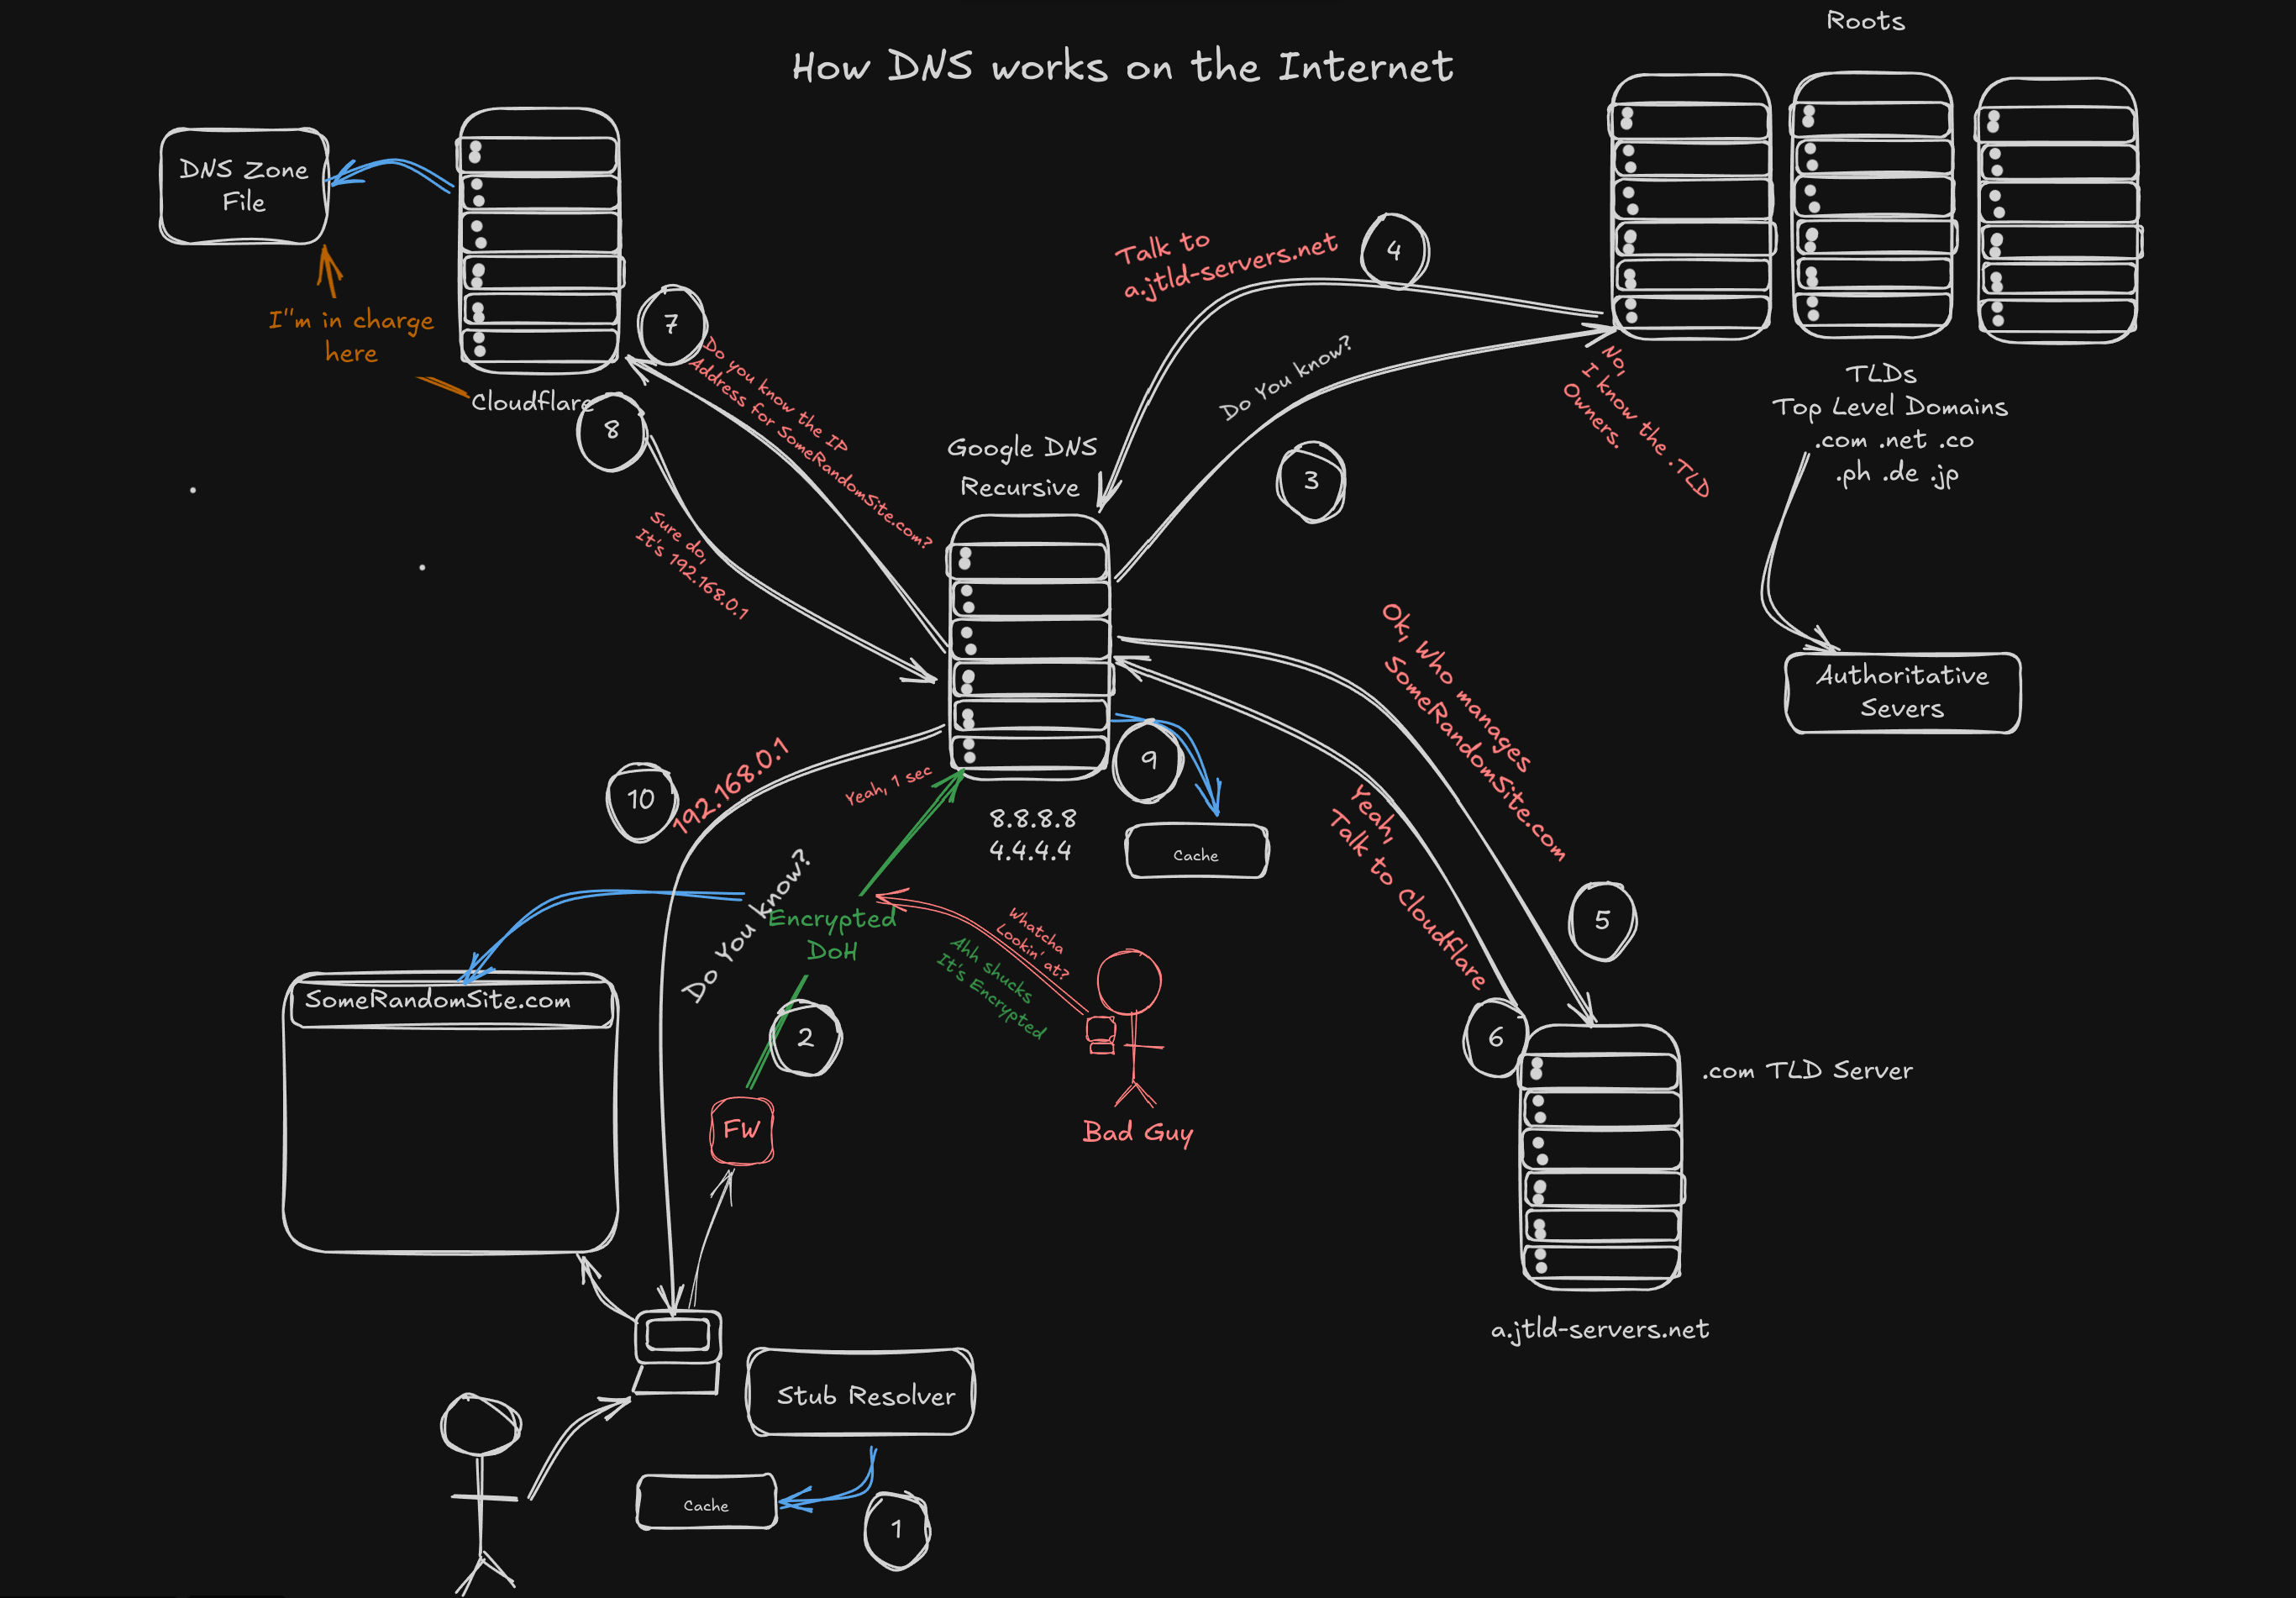 How DNS works on the Internet
Roots
DNS Zone
File
I"m in charge
here
Cloudflare
7
Do you know the IP
Address for SomeRandomSite.com?
8
Sure do,
It's 192.168.0.1
Talk to
a.jtld-servers.net
4
Do You know?
3
No,
I know the .TLD
Owners.
TLDs
Top Level Domains
.com .net .co
.ph .de .jp
Authoritative
Severs
Google DNS
Recursive
8.8.8.8
4.4.4.4
9
Cache
Ok, Who manages
SomeRandomSite.com
5
Yeah,
Talk to Cloudflare
6
.com TLD Server
a.jtld-servers.net
10
192.168.0.1
Yeah, 1 sec
Do You know?
Encrypted
DoH
2
Whatcha
Lookin' at?
Ahh shucks
It's Encrypted
Bad Guy
FW
SomeRandomSite.com
Stub Resolver
Cache
1